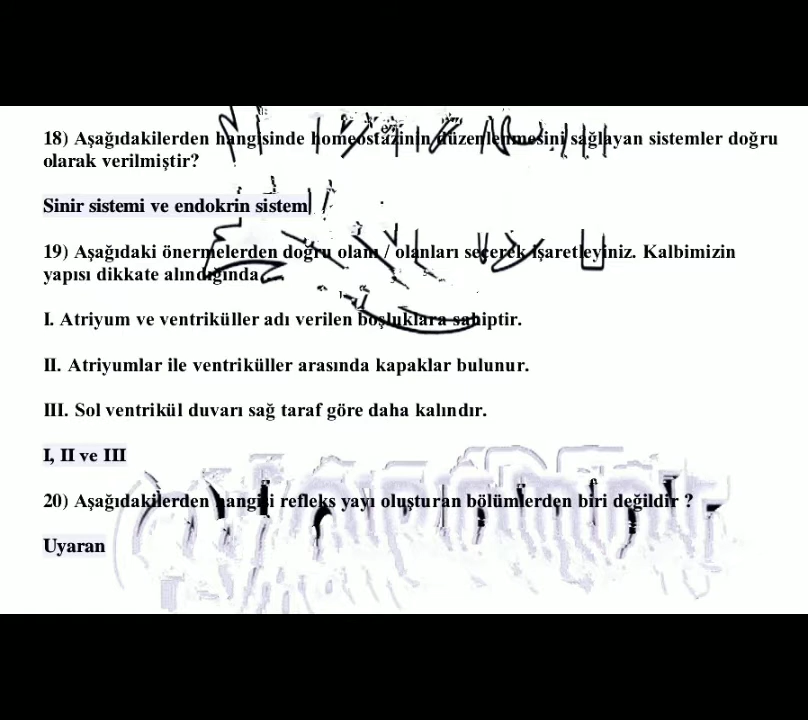 18) Aşağıdakilerden hangisinde homeostazinin düzenlenmesini sağlayan sistemler doğru
olarak verilmiştir?
Sinir sistemi ve endokrin sistem
19) Aşağıdaki önermelerden doğru olanı / olanları seçerek işaretleyiniz. Kalbimizin
yapısı dikkate alındığında
I. Atriyum ve ventriküller adı verilen boşluklara sahiptir.
II. Atriyumlar ile ventriküller arasında kapaklar bulunur.
III. Sol ventrikül duvarı sağ taraf göre daha kalındır.
I, II ve III
20) Aşağıdakilerden hangisi refleks yayı oluşturan bölümlerden biri değildir ?
Uyaran